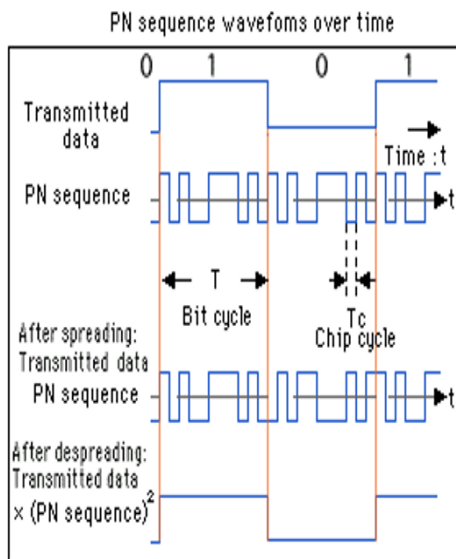 PN sequence wavefoms over time
0 1 0 1
Transmitted
data
Time : t
PN sequence
t
T
Bit cycle
Tc
Chip cycle
After spreading:
Transmitted data
PN sequence
t
After despreading:
Transmitted data
× (PN sequence)²